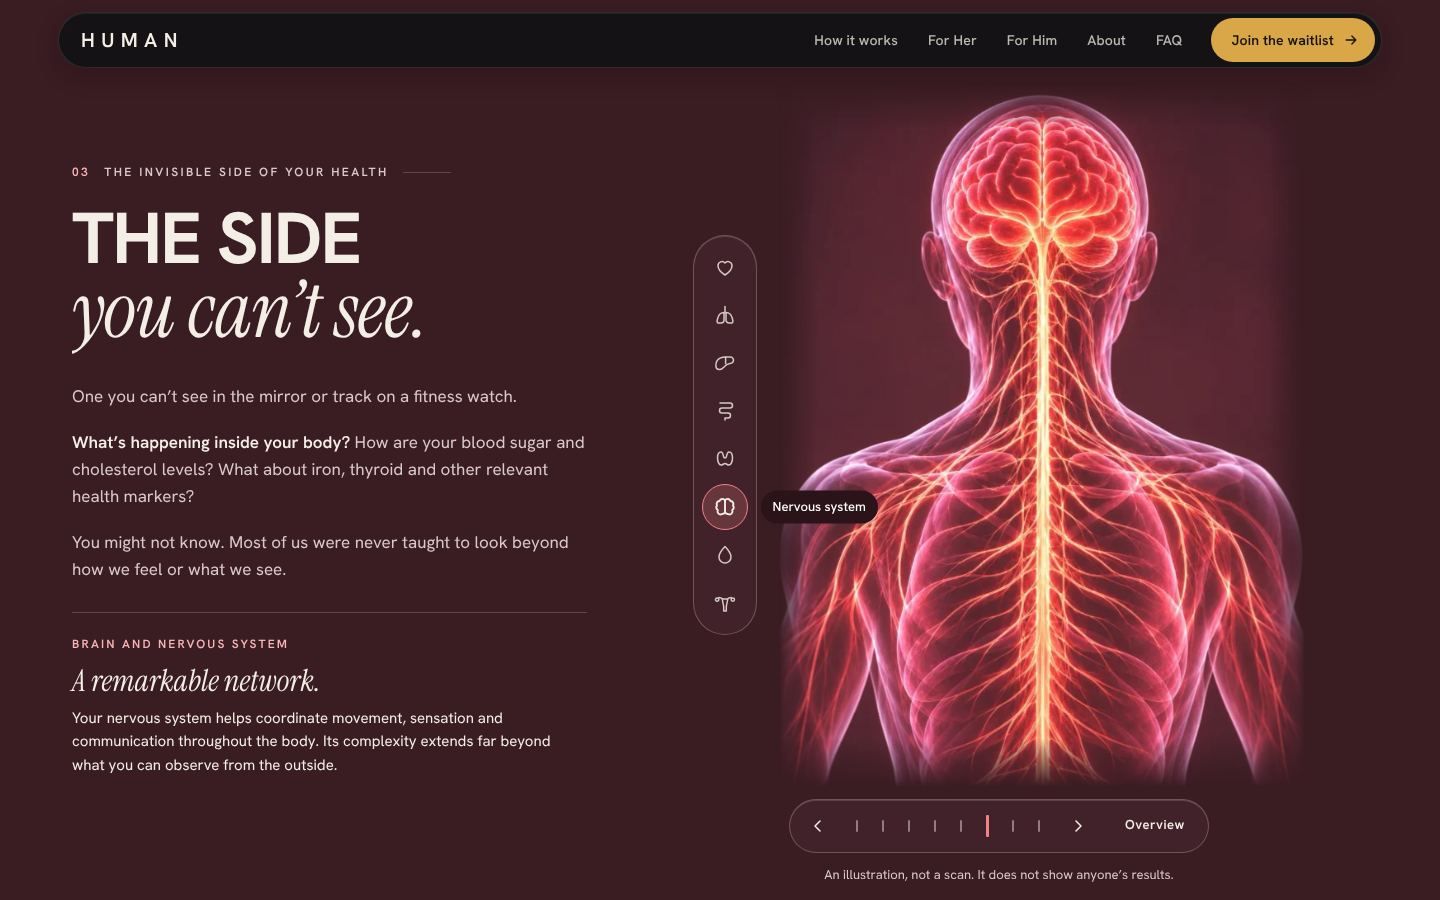 HUMAN
How it works
For Her
For Him
About
FAQ
Join the waitlist
03 THE INVISIBLE SIDE OF YOUR HEALTH
THE SIDE
you can’t see.
One you can’t see in the mirror or track on a fitness watch.
What’s happening inside your body? How are your blood sugar and
cholesterol levels? What about iron, thyroid and other relevant
health markers?
You might not know. Most of us were never taught to look beyond
how we feel or what we see.
BRAIN AND NERVOUS SYSTEM
A remarkable network.
Your nervous system helps coordinate movement, sensation and
communication throughout the body. Its complexity extends far beyond
what you can observe from the outside.
Nervous system
Overview
An illustration, not a scan. It does not show anyone’s results.